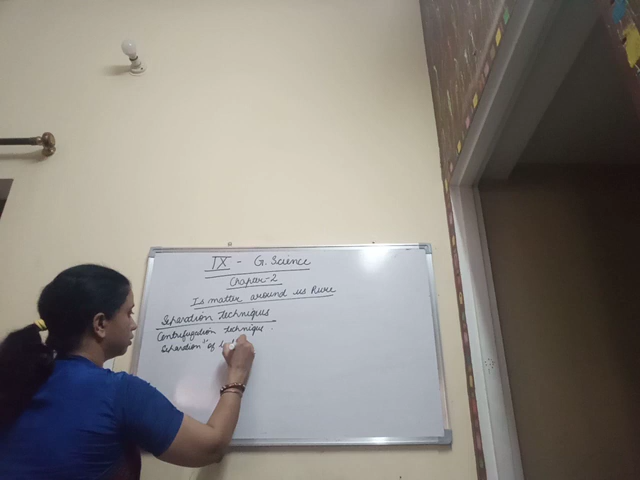 IX - G. Science
Chapter-2
Is matter around us Pure
Separation Techniques
Centrifugation technique
Separation of